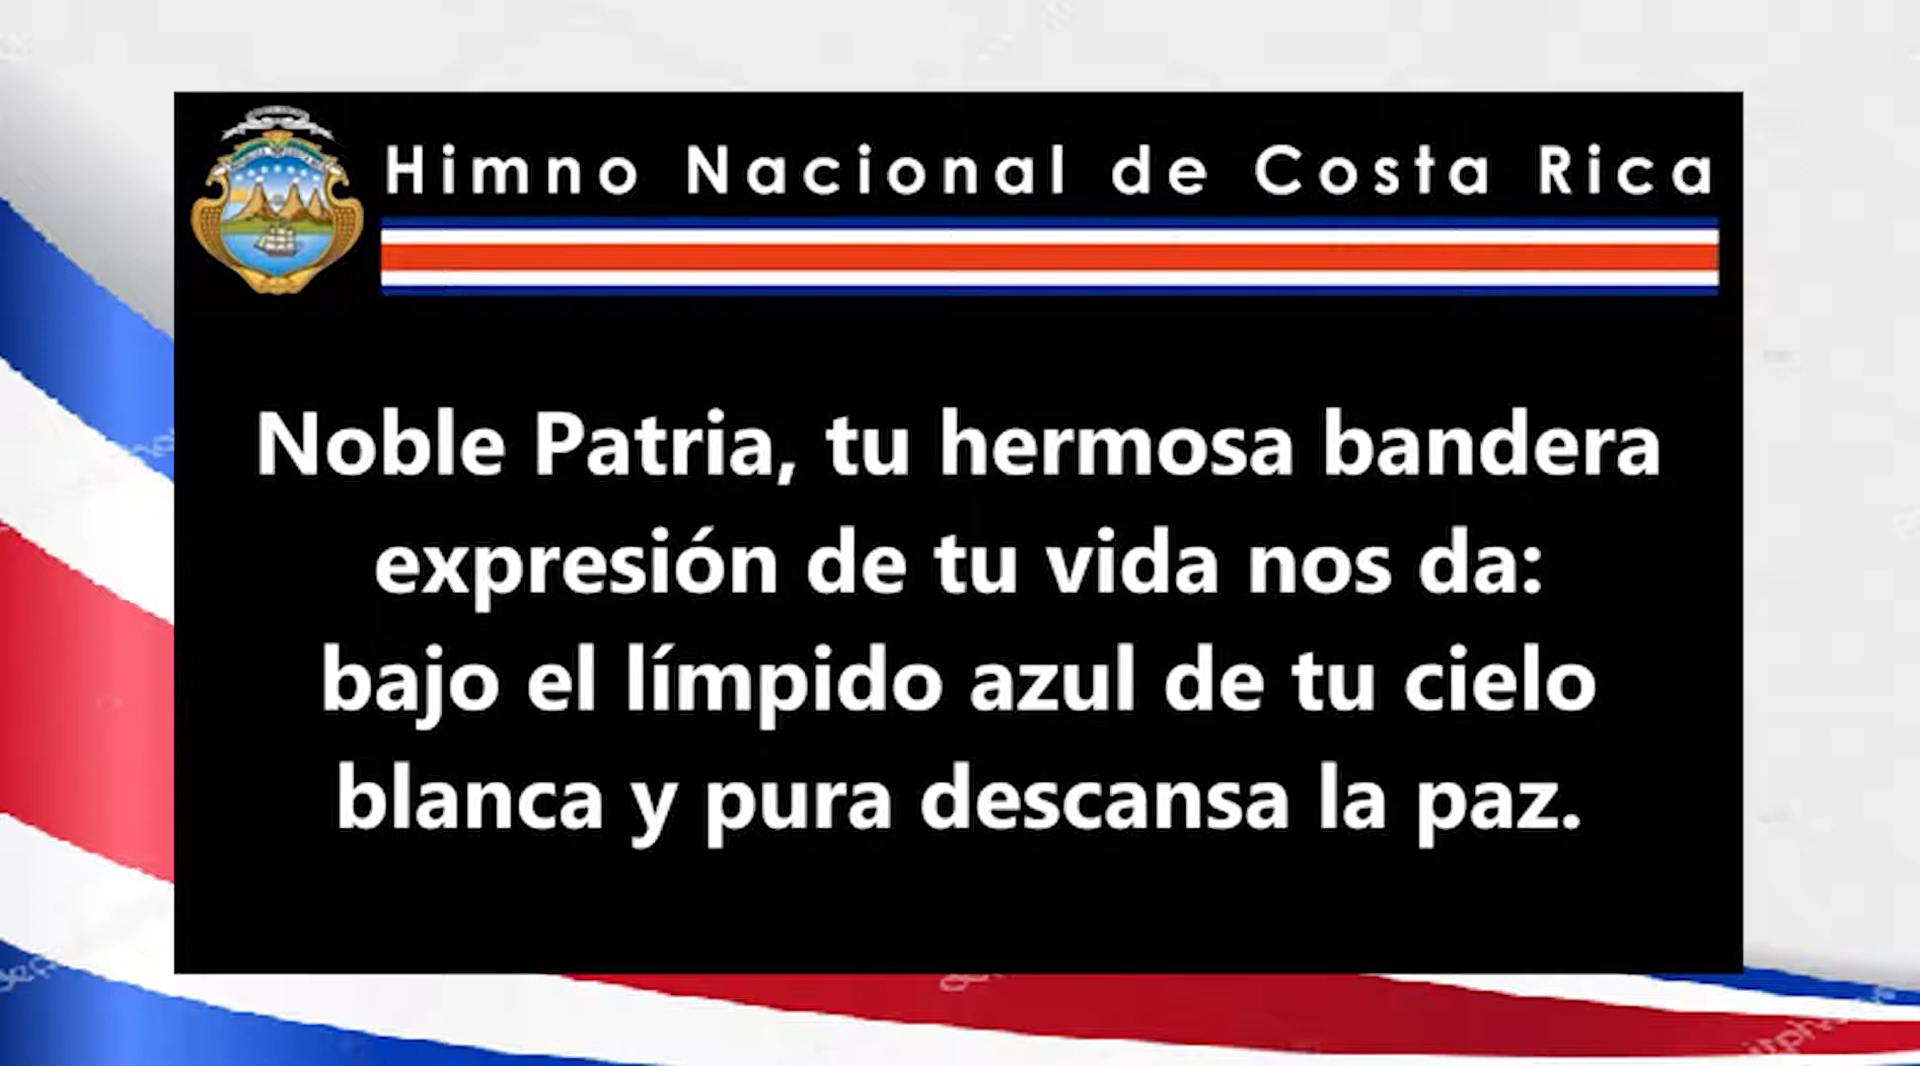 Himno Nacional de Costa Rica
Noble Patria, tu hermosa bandera
expresión de tu vida nos da:
bajo el límpido azul de tu cielo
blanca y pura descansa la paz.